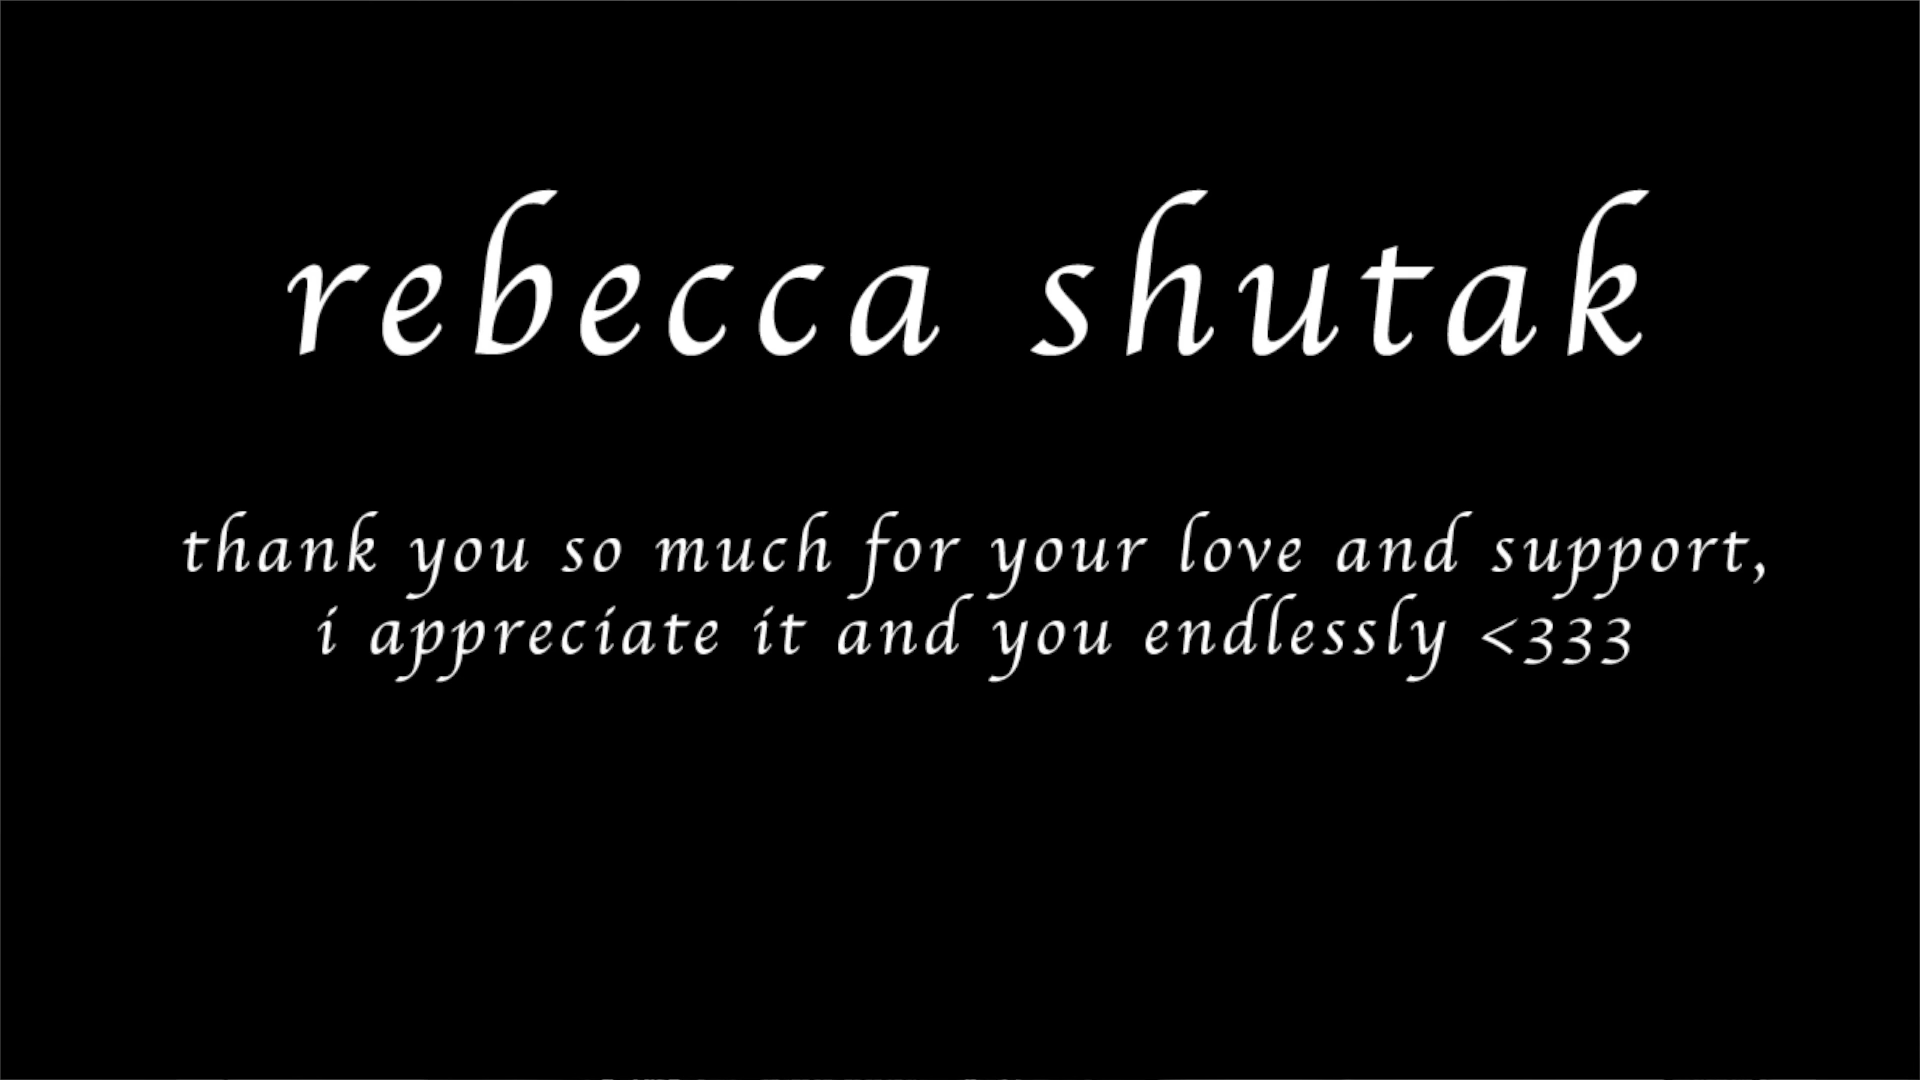 rebecca shutak
thank you so much for your love and support,
i appreciate it and you endlessly <333